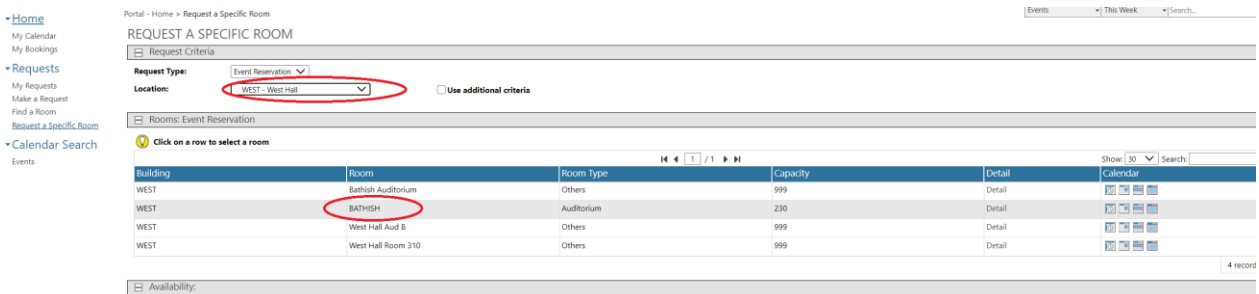 Home
My Calendar
My Bookings
Requests
My Requests
Make a Request
Find a Room
Request a Specific Room
Calendar Search
Events
Portal - Home > Request a Specific Room
Events This Week Search...
REQUEST A SPECIFIC ROOM
Request Criteria
Request Type: Event Reservation
Location: WEST - West Hall Use additional criteria
Rooms: Event Reservation
Click on a row to select a room
1 / 1 Show: 30 Search:
Building Room Room Type Capacity Detail Calendar
WEST Bathish Auditorium Others 999 Detail
WEST BATHISH Auditorium 230 Detail
WEST West Hall Aud B Others 999 Detail
WEST West Hall Room 310 Others 999 Detail
4 record
Availability: